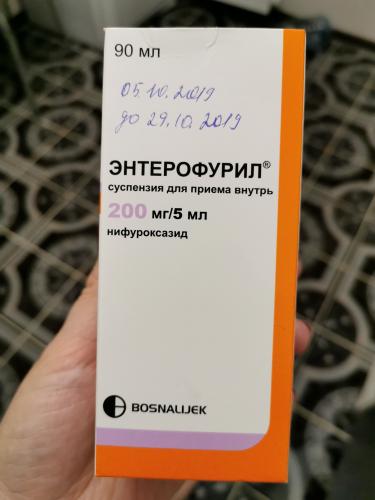 90 мл
05.10.2019
до 29.10.2019
ЭНТЕРОФУРИЛ®
суспензия для приема внутрь
200 мг/5 мл
нифуроксазид
BOSNALIJEK